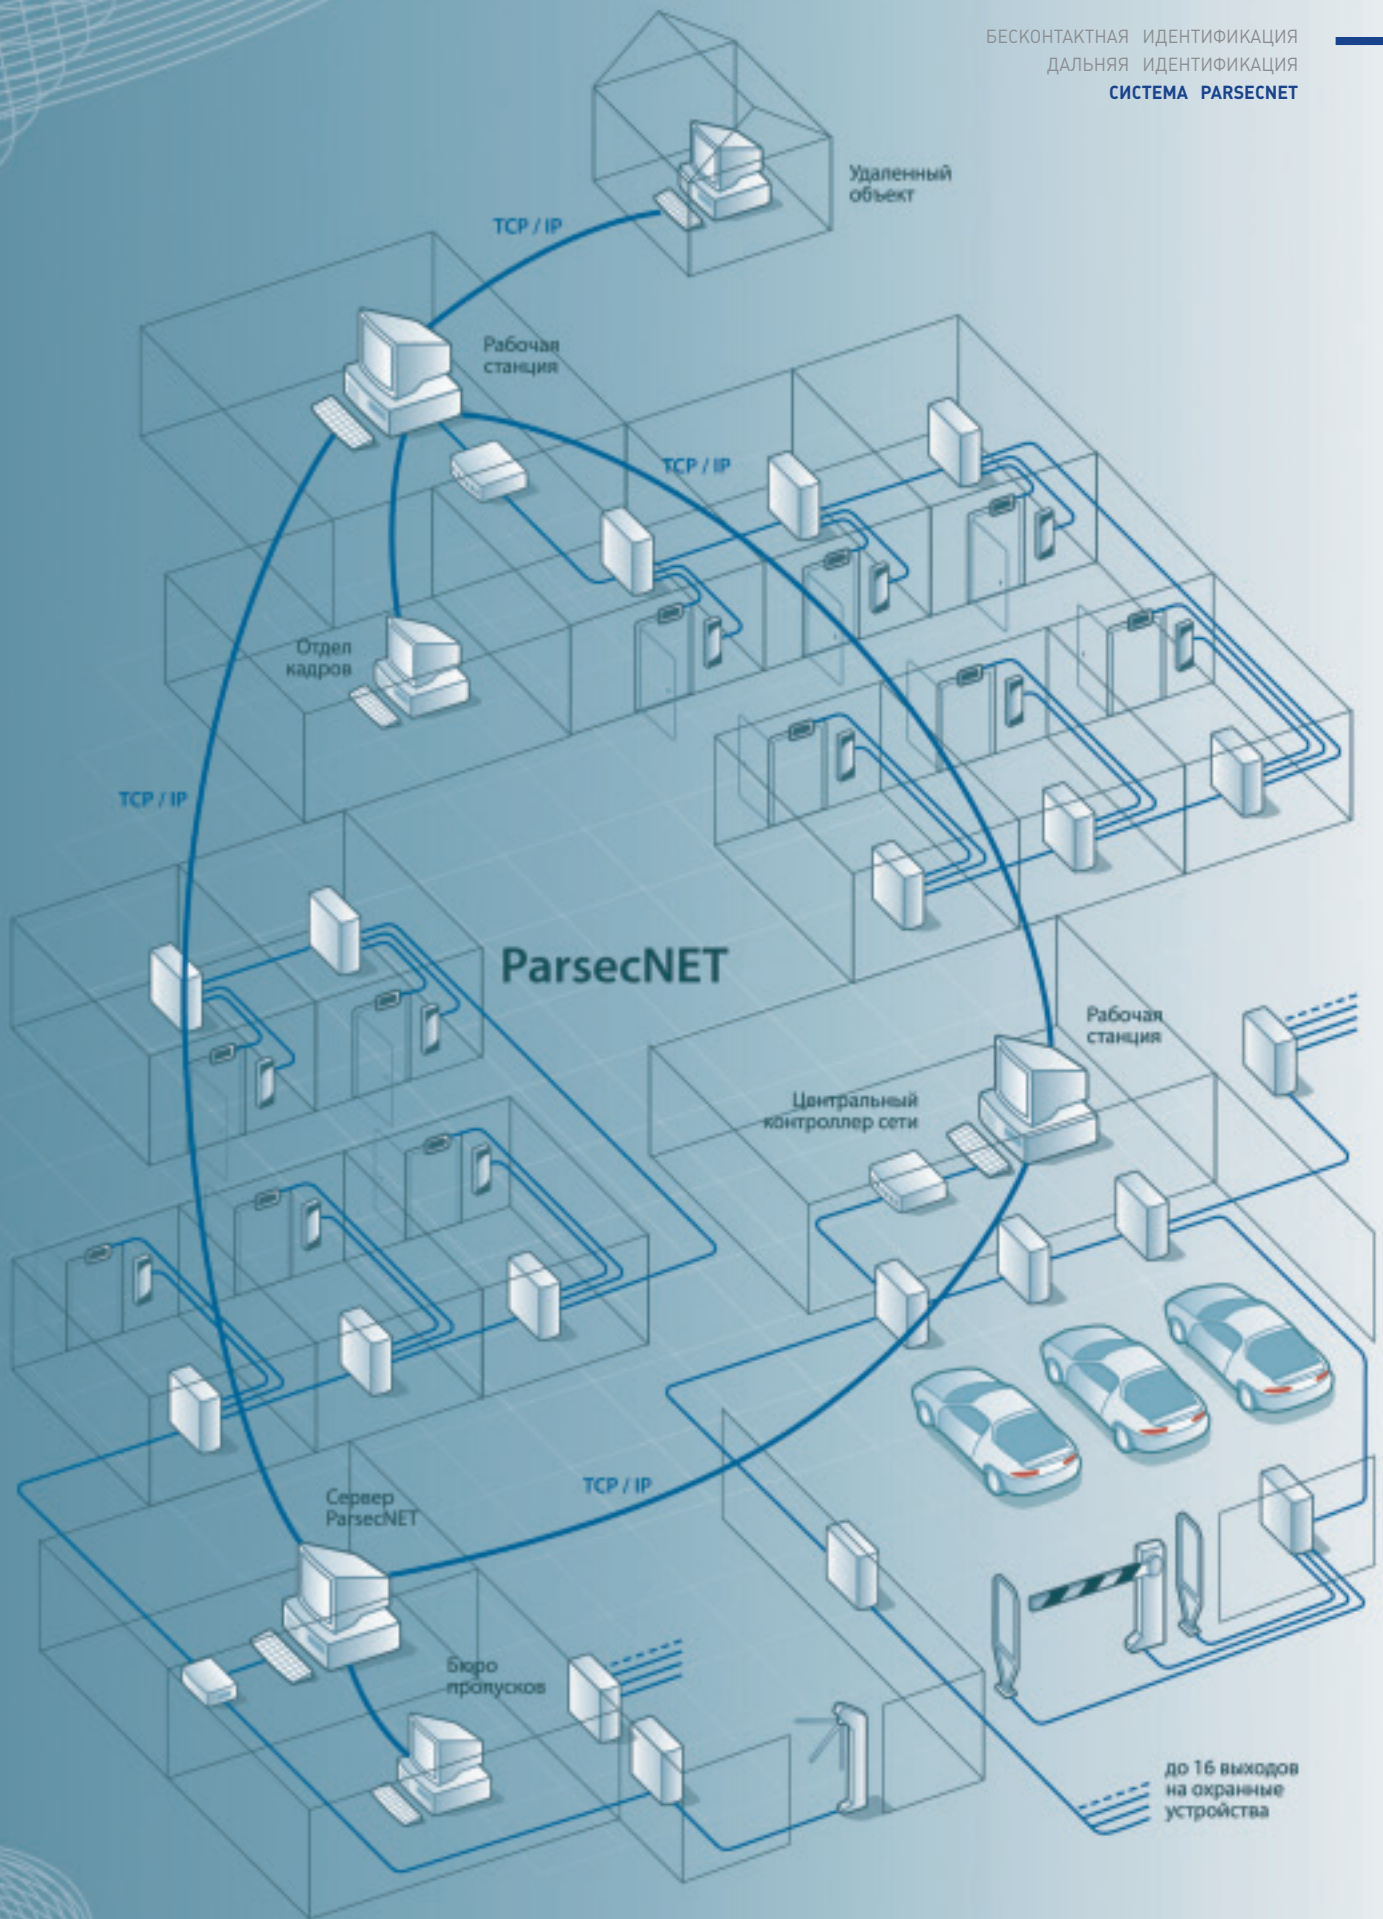 БЕСКОНТАКТНАЯ ИДЕНТИФИКАЦИЯ
ДАЛЬНЯЯ ИДЕНТИФИКАЦИЯ
СИСТЕМА PARSECNET
Удаленный
объект
TCP / IP
Рабочая
станция
TCP / IP
Отдел
кадров
TCP / IP
ParsecNET
Рабочая
станция
Центральный
контроллер сети
TCP / IP
Сервер
ParsecNET
Бюро
пропусков
до 16 выходов
на охранные
устройства